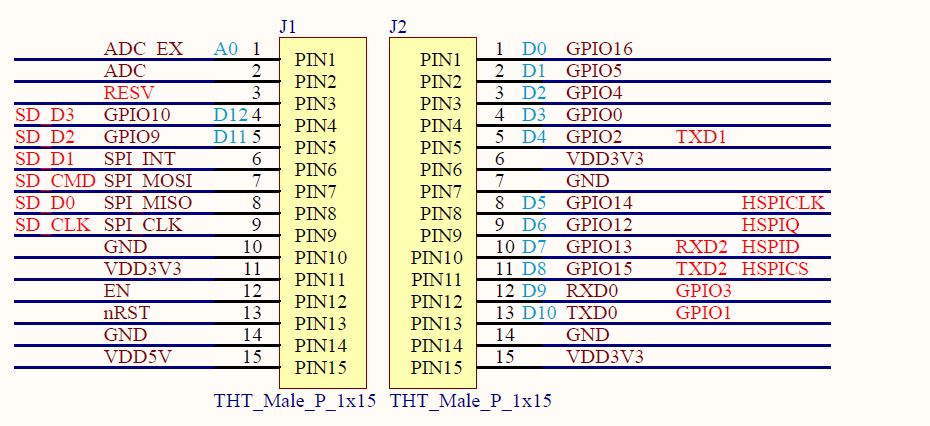 J1 J2
ADC_EX A0 1 PIN1 PIN1 1 D0 GPIO16
ADC 2 PIN2 PIN2 2 D1 GPIO5
RESV 3 PIN3 PIN3 3 D2 GPIO4
SD_D3 GPIO10 D12 4 PIN4 PIN4 4 D3 GPIO0
SD_D2 GPIO9 D11 5 PIN5 PIN5 5 D4 GPIO2 TXD1
SD_D1 SPI_INT 6 PIN6 PIN6 6 VDD3V3
SD_CMD SPI_MOSI 7 PIN7 PIN7 7 GND
SD_D0 SPI_MISO 8 PIN8 PIN8 8 D5 GPIO14 HSPICLK
SD_CLK SPI_CLK 9 PIN9 PIN9 9 D6 GPIO12 HSPIQ
GND 10 PIN10 PIN10 10 D7 GPIO13 RXD2 HSPID
VDD3V3 11 PIN11 PIN11 11 D8 GPIO15 TXD2 HSPICS
EN 12 PIN12 PIN12 12 D9 RXD0 GPIO3
nRST 13 PIN13 PIN13 13 D10 TXD0 GPIO1
GND 14 PIN14 PIN14 14 GND
VDD5V 15 PIN15 PIN15 15 VDD3V3
THT_Male_P_1x15 THT_Male_P_1x15